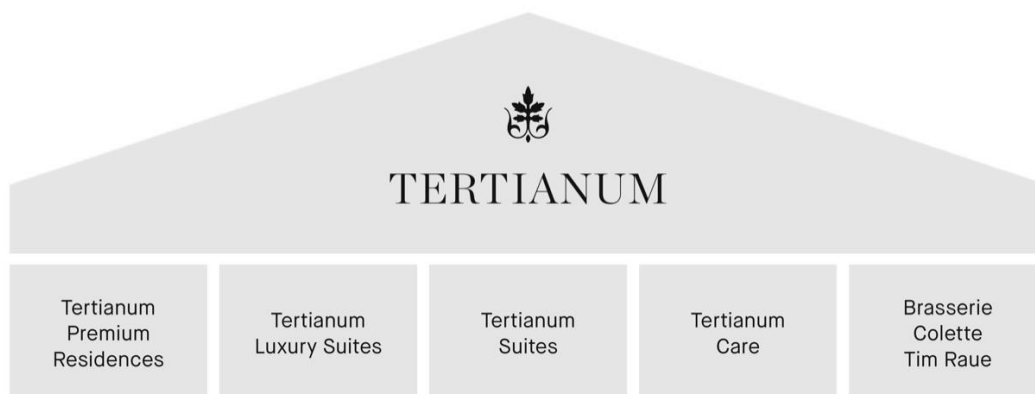 TERTIANUM
Tertianum
Premium
Residences
Tertianum
Luxury Suites
Tertianum
Suites
Tertianum
Care
Brasserie
Colette
Tim Raue